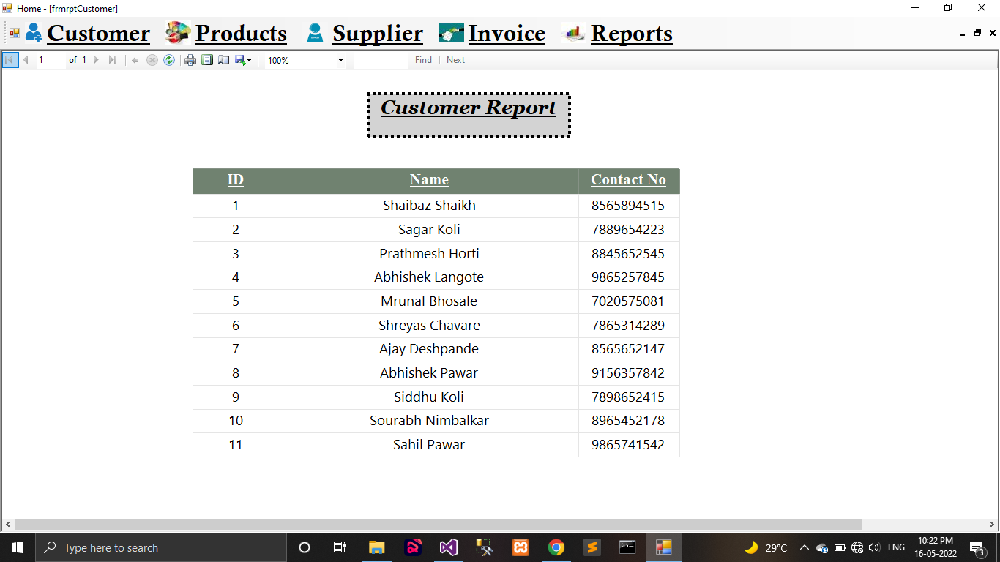 Home - [frmrptCustomer]
Customer Products Supplier Invoice Reports
1 of 1 100% Find Next
Customer Report
ID Name Contact No
1 Shaibaz Shaikh 8565894515
2 Sagar Koli 7889654223
3 Prathmesh Horti 8845652545
4 Abhishek Langote 9865257845
5 Mrunal Bhosale 7020575081
6 Shreyas Chavare 7865314289
7 Ajay Deshpande 8565652147
8 Abhishek Pawar 9156357842
9 Siddhu Koli 7898652415
10 Sourabh Nimbalkar 8965452178
11 Sahil Pawar 9865741542
Type here to search 29°C ENG 10:22 PM
16-05-2022 3